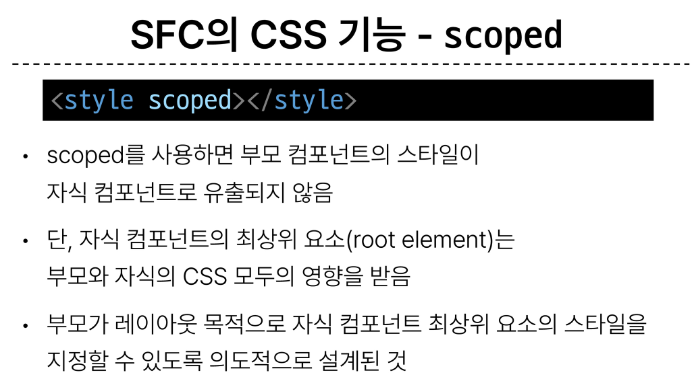 SFC의 CSS 기능 - scoped
<style scoped></style>
• scoped를 사용하면 부모 컴포넌트의 스타일이
자식 컴포넌트로 유출되지 않음
• 단, 자식 컴포넌트의 최상위 요소(root element)는
부모와 자식의 CSS 모두의 영향을 받음
• 부모가 레이아웃 목적으로 자식 컴포넌트 최상위 요소의 스타일을
지정할 수 있도록 의도적으로 설계된 것